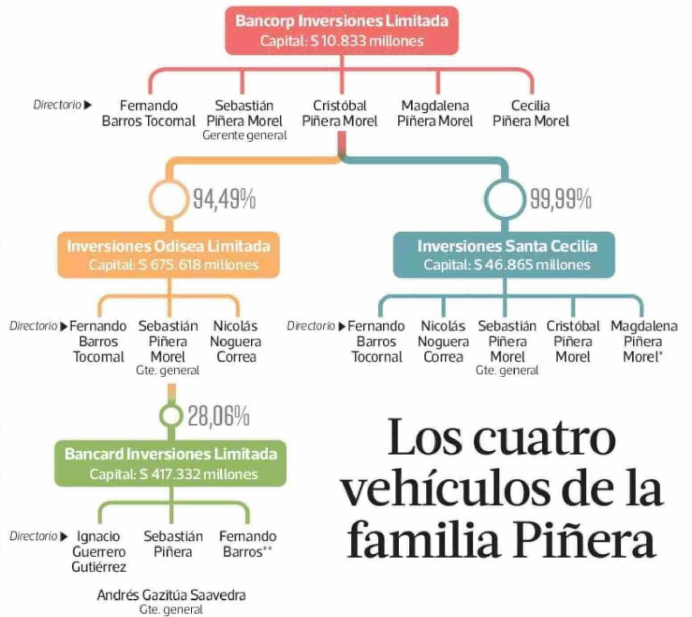 Bancorp Inversiones Limitada
Capital: $ 10.833 millones
Directorio ▶
Fernando
Barros Tocornal
Sebastián
Piñera Morel
Gerente general
Cristóbal
Piñera Morel
Magdalena
Piñera Morel
Cecilia
Piñera Morel
94,49%
Inversiones Odisea Limitada
Capital: $ 675.618 millones
Directorio ▶
Fernando
Barros
Tocornal
Sebastián
Piñera
Morel
Gte. general
Nicolás
Noguera
Correa
99,99%
Inversiones Santa Cecilia
Capital: $ 46.865 millones
Directorio ▶
Fernando
Barros
Tocornal
Nicolás
Noguera
Correa
Sebastián
Piñera
Morel
Gte. general
Cristóbal
Piñera
Morel
Magdalena
Piñera
Morel*
28,06%
Bancard Inversiones Limitada
Capital: $ 417.332 millones
Directorio ▶
Ignacio
Guerrero
Gutiérrez
Sebastián
Piñera
Fernando
Barros**
Andrés Gazitúa Saavedra
Gte. general
Los cuatro
vehículos de la
familia Piñera